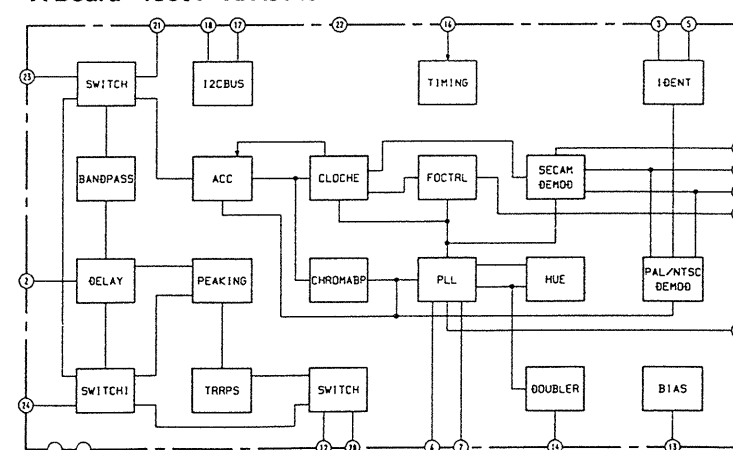 21 18 17 22 16 3 5
23
SWITCH I2CBUS TIMING IDENT
BANDPASS ACC CLOCHE FOCTRL SECAM
DEMOD
2
DELAY PEAKING CHROMABP PLL HUE PAL/NTSC
DEMOD
SWITCH1 TRRPS SWITCH DOUBLER BIAS
24
12 28 6 7 14 13